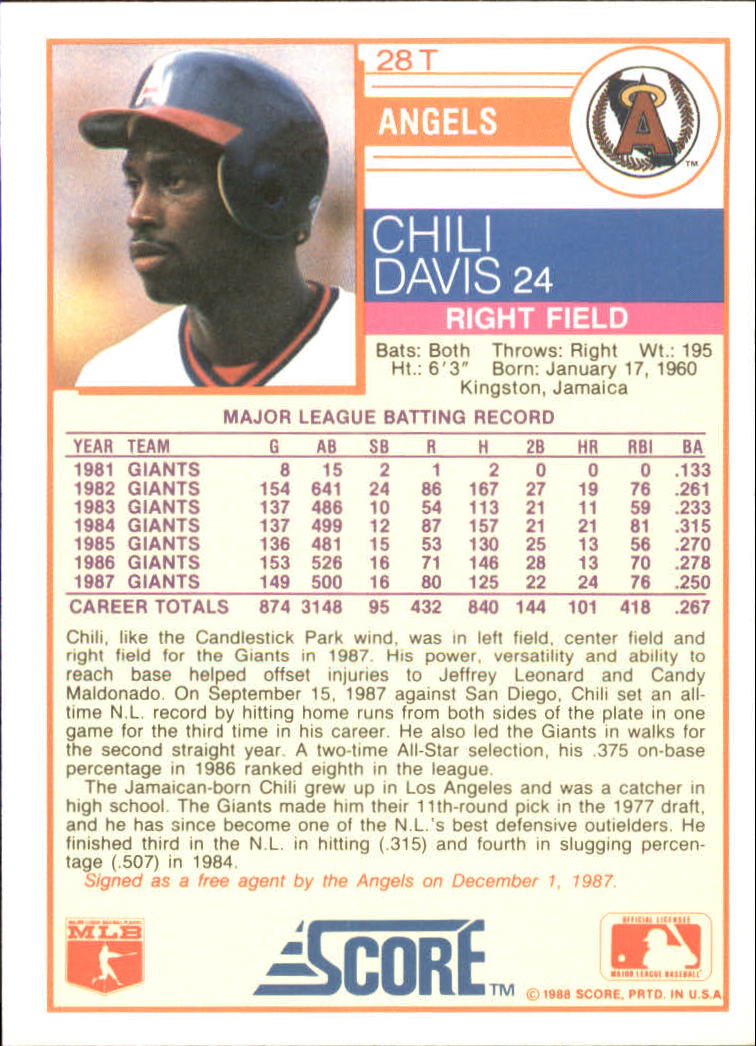 28 T
ANGELS
A
A
TM
CHILI
DAVIS 24
RIGHT FIELD
Bats: Both Throws: Right Wt.: 195
Ht.: 6'3" Born: January 17, 1960
Kingston, Jamaica
MAJOR LEAGUE BATTING RECORD
YEAR TEAM G AB SB R H 2B HR RBI BA
1981 GIANTS 8 15 2 1 2 0 0 0 .133
1982 GIANTS 154 641 24 86 167 27 19 76 .261
1983 GIANTS 137 486 10 54 113 21 11 59 .233
1984 GIANTS 137 499 12 87 157 21 21 81 .315
1985 GIANTS 136 481 15 53 130 25 13 56 .270
1986 GIANTS 153 526 16 71 146 28 13 70 .278
1987 GIANTS 149 500 16 80 125 22 24 76 .250
CAREER TOTALS 874 3148 95 432 840 144 101 418 .267
Chili, like the Candlestick Park wind, was in left field, center field and
right field for the Giants in 1987. His power, versatility and ability to
reach base helped offset injuries to Jeffrey Leonard and Candy
Maldonado. On September 15, 1987 against San Diego, Chili set an all-
time N.L. record by hitting home runs from both sides of the plate in one
game for the third time in his career. He also led the Giants in walks for
the second straight year. A two-time All-Star selection, his .375 on-base
percentage in 1986 ranked eighth in the league.
The Jamaican-born Chili grew up in Los Angeles and was a catcher in
high school. The Giants made him their 11th-round pick in the 1977 draft,
and he has since become one of the N.L.'s best defensive outielders. He
finished third in the N.L. in hitting (.315) and fourth in slugging percen-
tage (.507) in 1984.
Signed as a free agent by the Angels on December 1, 1987.
MAJOR LEAGUE BASEBALL PLAYERS
MLB
SCORE TM
OFFICIAL LICENSEE
MAJOR LEAGUE BASEBALL
© 1988 SCORE, PRTD. IN U.S.A.